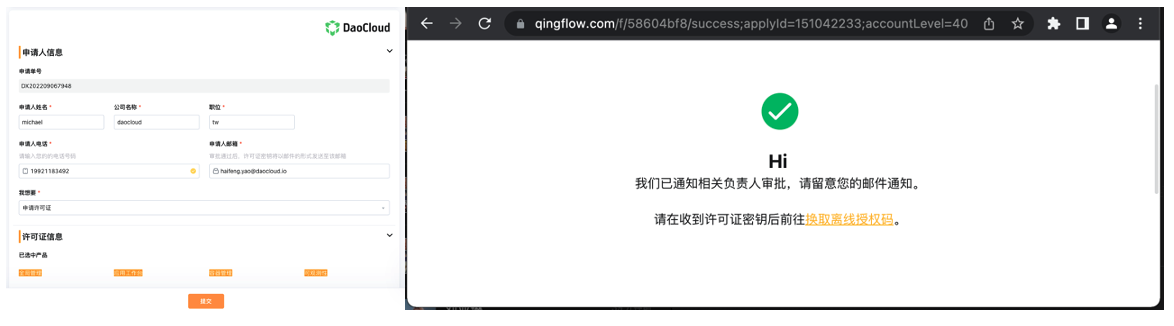 DaoCloud
申请人信息
申请单号
DX202209067948
申请人姓名 * 公司名称 * 职位 *
michael daocloud tw
申请人电话 * 申请人邮箱 *
请输入您的的电话号码 审批通过后，许可证密钥将以邮件的形式发送至该邮箱
19921183492 haifeng.yao@daocloud.io
我想要 *
申请许可证
许可证信息
已选中产品
提交
qingflow.com/f/58604bf8/success;applyId=151042233;accountLevel=40
Hi
我们已通知相关负责人审批，请留意您的邮件通知。
请在收到许可证密钥后前往换取离线授权码。